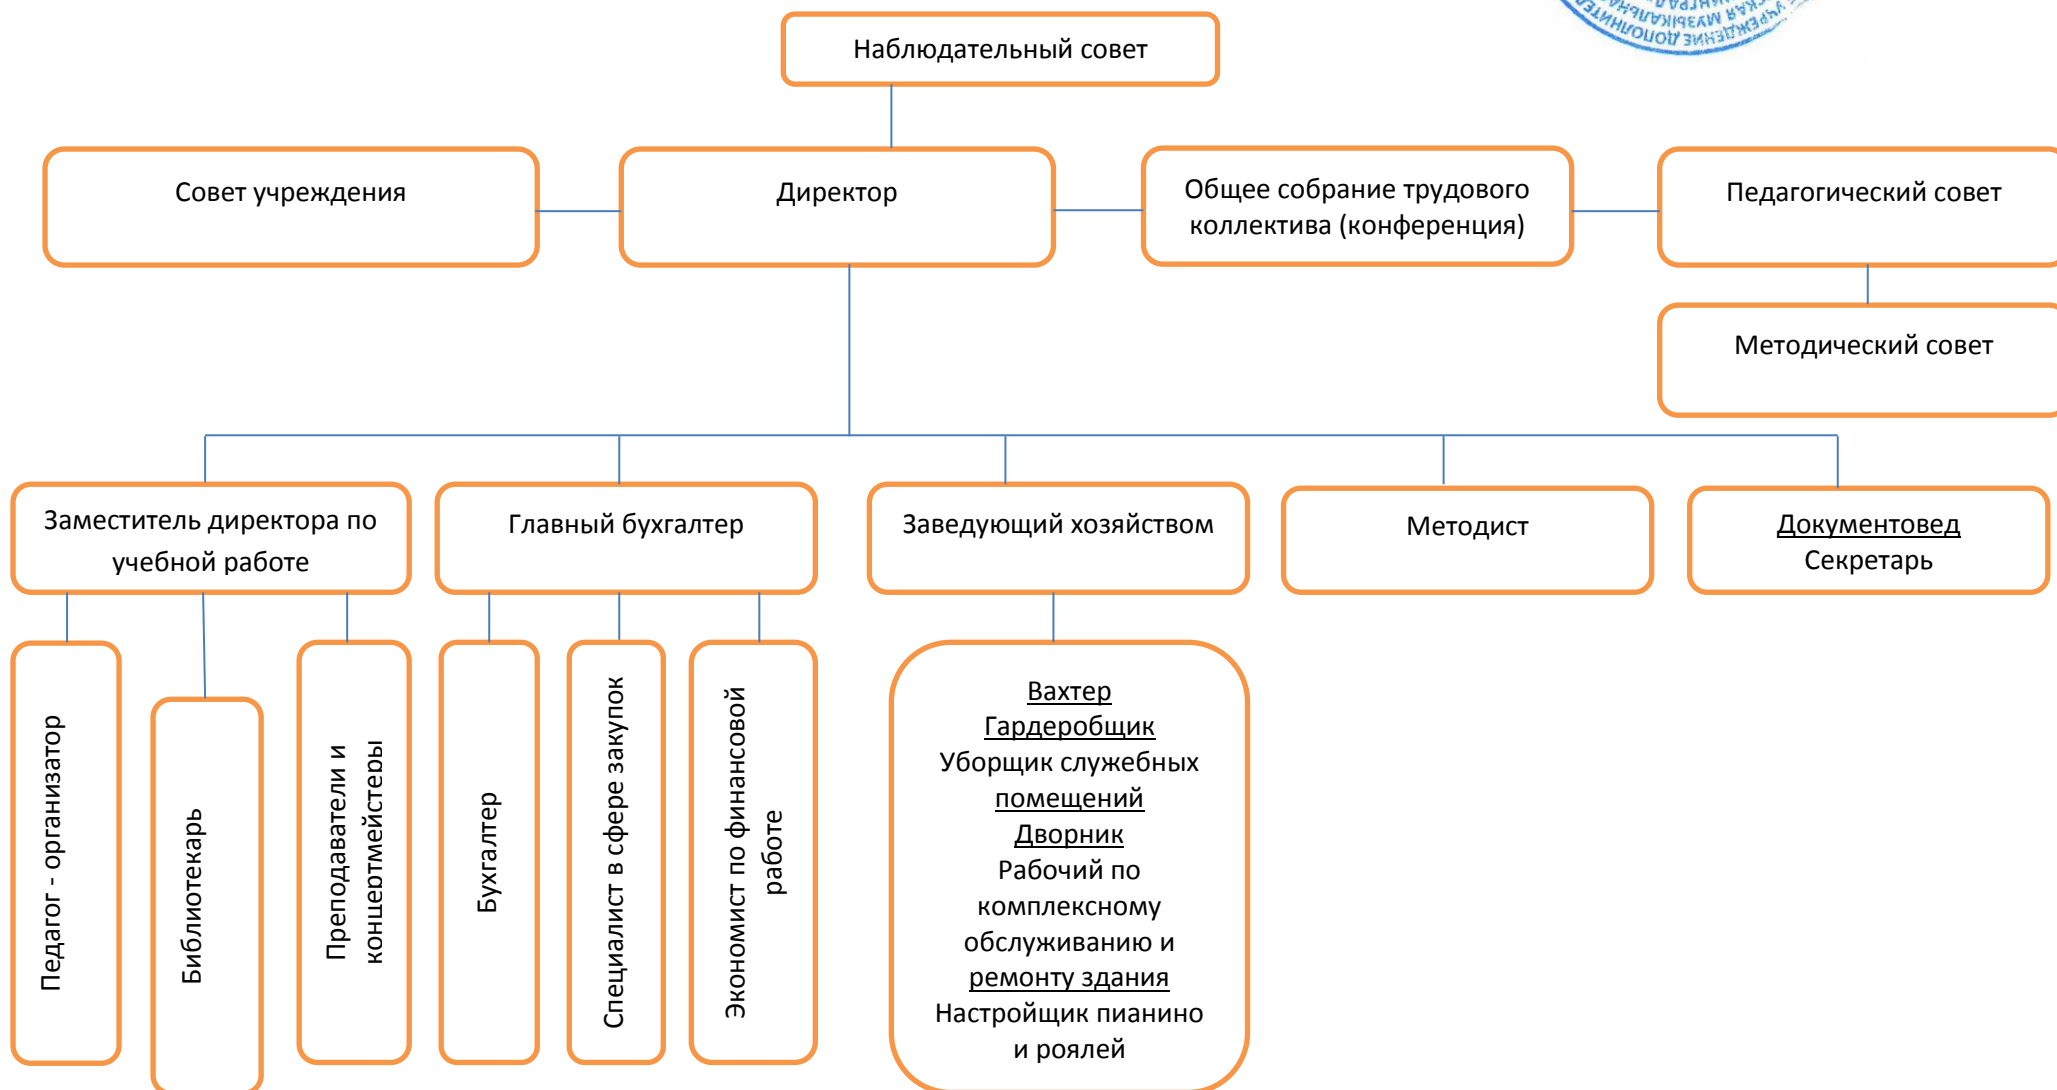 Наблюдательный совет
Совет учреждения
Директор
Общее собрание трудового
коллектива (конференция)
Педагогический совет
Методический совет
Заместитель директора по
учебной работе
Главный бухгалтер
Заведующий хозяйством
Методист
Документовед
Секретарь
Педагог - организатор
Библиотекарь
Преподаватели и
концертмейстеры
Бухгалтер
Специалист в сфере закупок
Экономист по финансовой
работе
Вахтер
Гардеробщик
Уборщик служебных
помещений
Дворник
Рабочий по
комплексному
обслуживанию и
ремонту здания
Настройщик пианино
и роялей
УЧРЕЖДЕНИЕ ДОПОЛНИТЕ